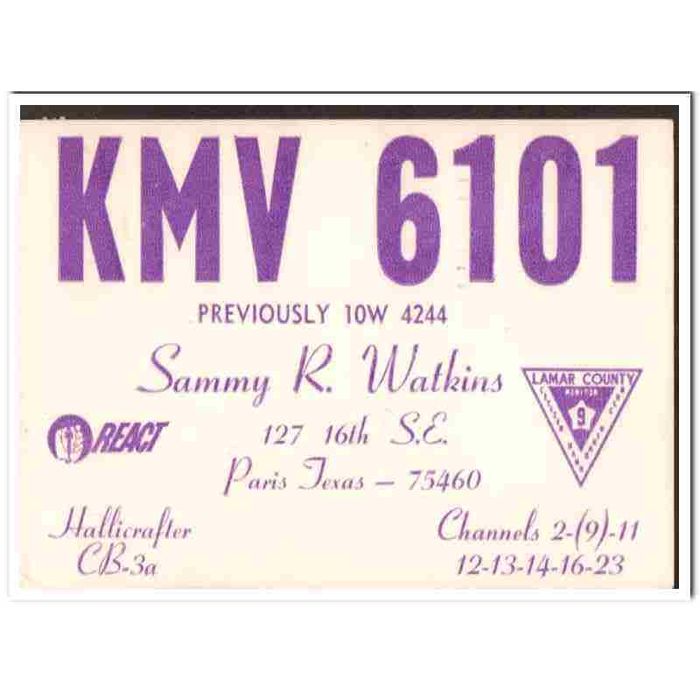 KMV 6101
PREVIOUSLY 10W 4244
Sammy R. Watkins
LAMAR COUNTY
MONITOR
9
REACT
127 16th S.E.
Paris Texas — 75460
Hallicrafter
CB-3a
Channels 2-(9)-11
12-13-14-16-23